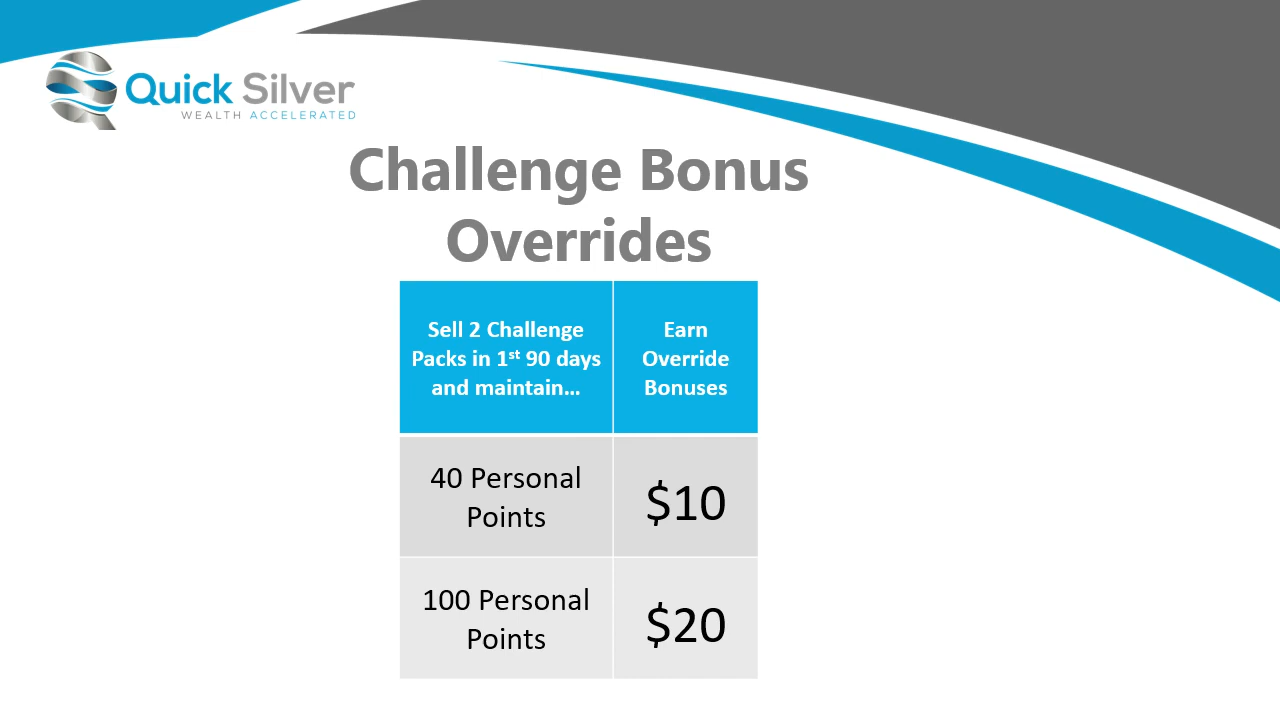 Quick Silver
WEALTH ACCELERATED
Challenge Bonus
Overrides
Sell 2 Challenge
Packs in 1st 90 days
and maintain...
Earn
Override
Bonuses
40 Personal
Points
$10
100 Personal
Points
$20